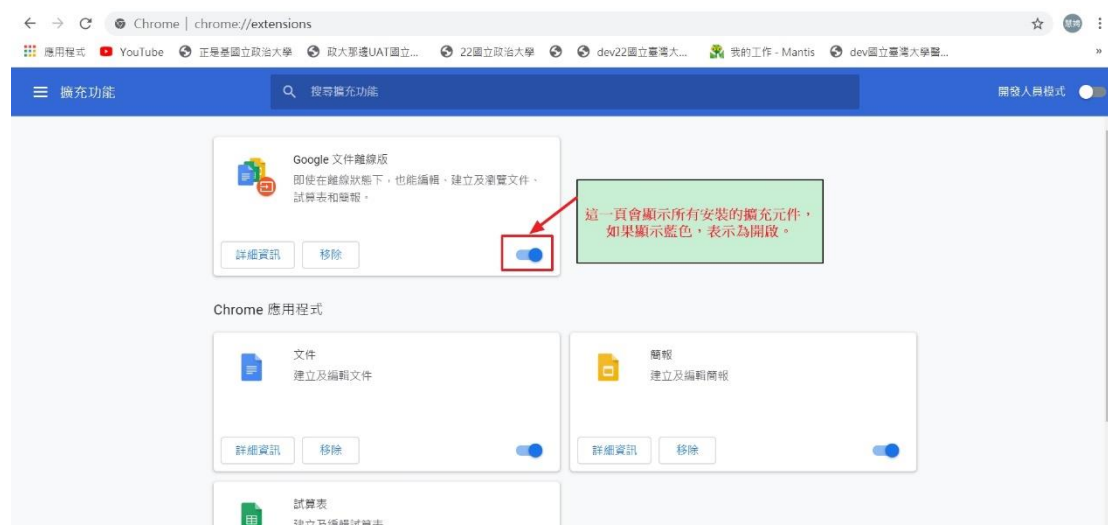 Chrome | chrome://extensions
應用程式 YouTube 正是基國立政治大學 政大那邊UAT國立... 22國立政治大學 dev22國立臺灣大... 我的工作 - Mantis dev國立臺灣大學醫... »
擴充功能 搜尋擴充功能 開發人員模式
Google 文件離線版
即使在離線狀態下，也能編輯、建立及瀏覽文件、
試算表和簡報。
詳細資訊 移除
這一頁會顯示所有安裝的擴充元件，
如果顯示藍色，表示為開啟。
Chrome 應用程式
文件
建立及編輯文件
詳細資訊 移除
簡報
建立及編輯簡報
詳細資訊 移除
試算表
建立及編輯試算表